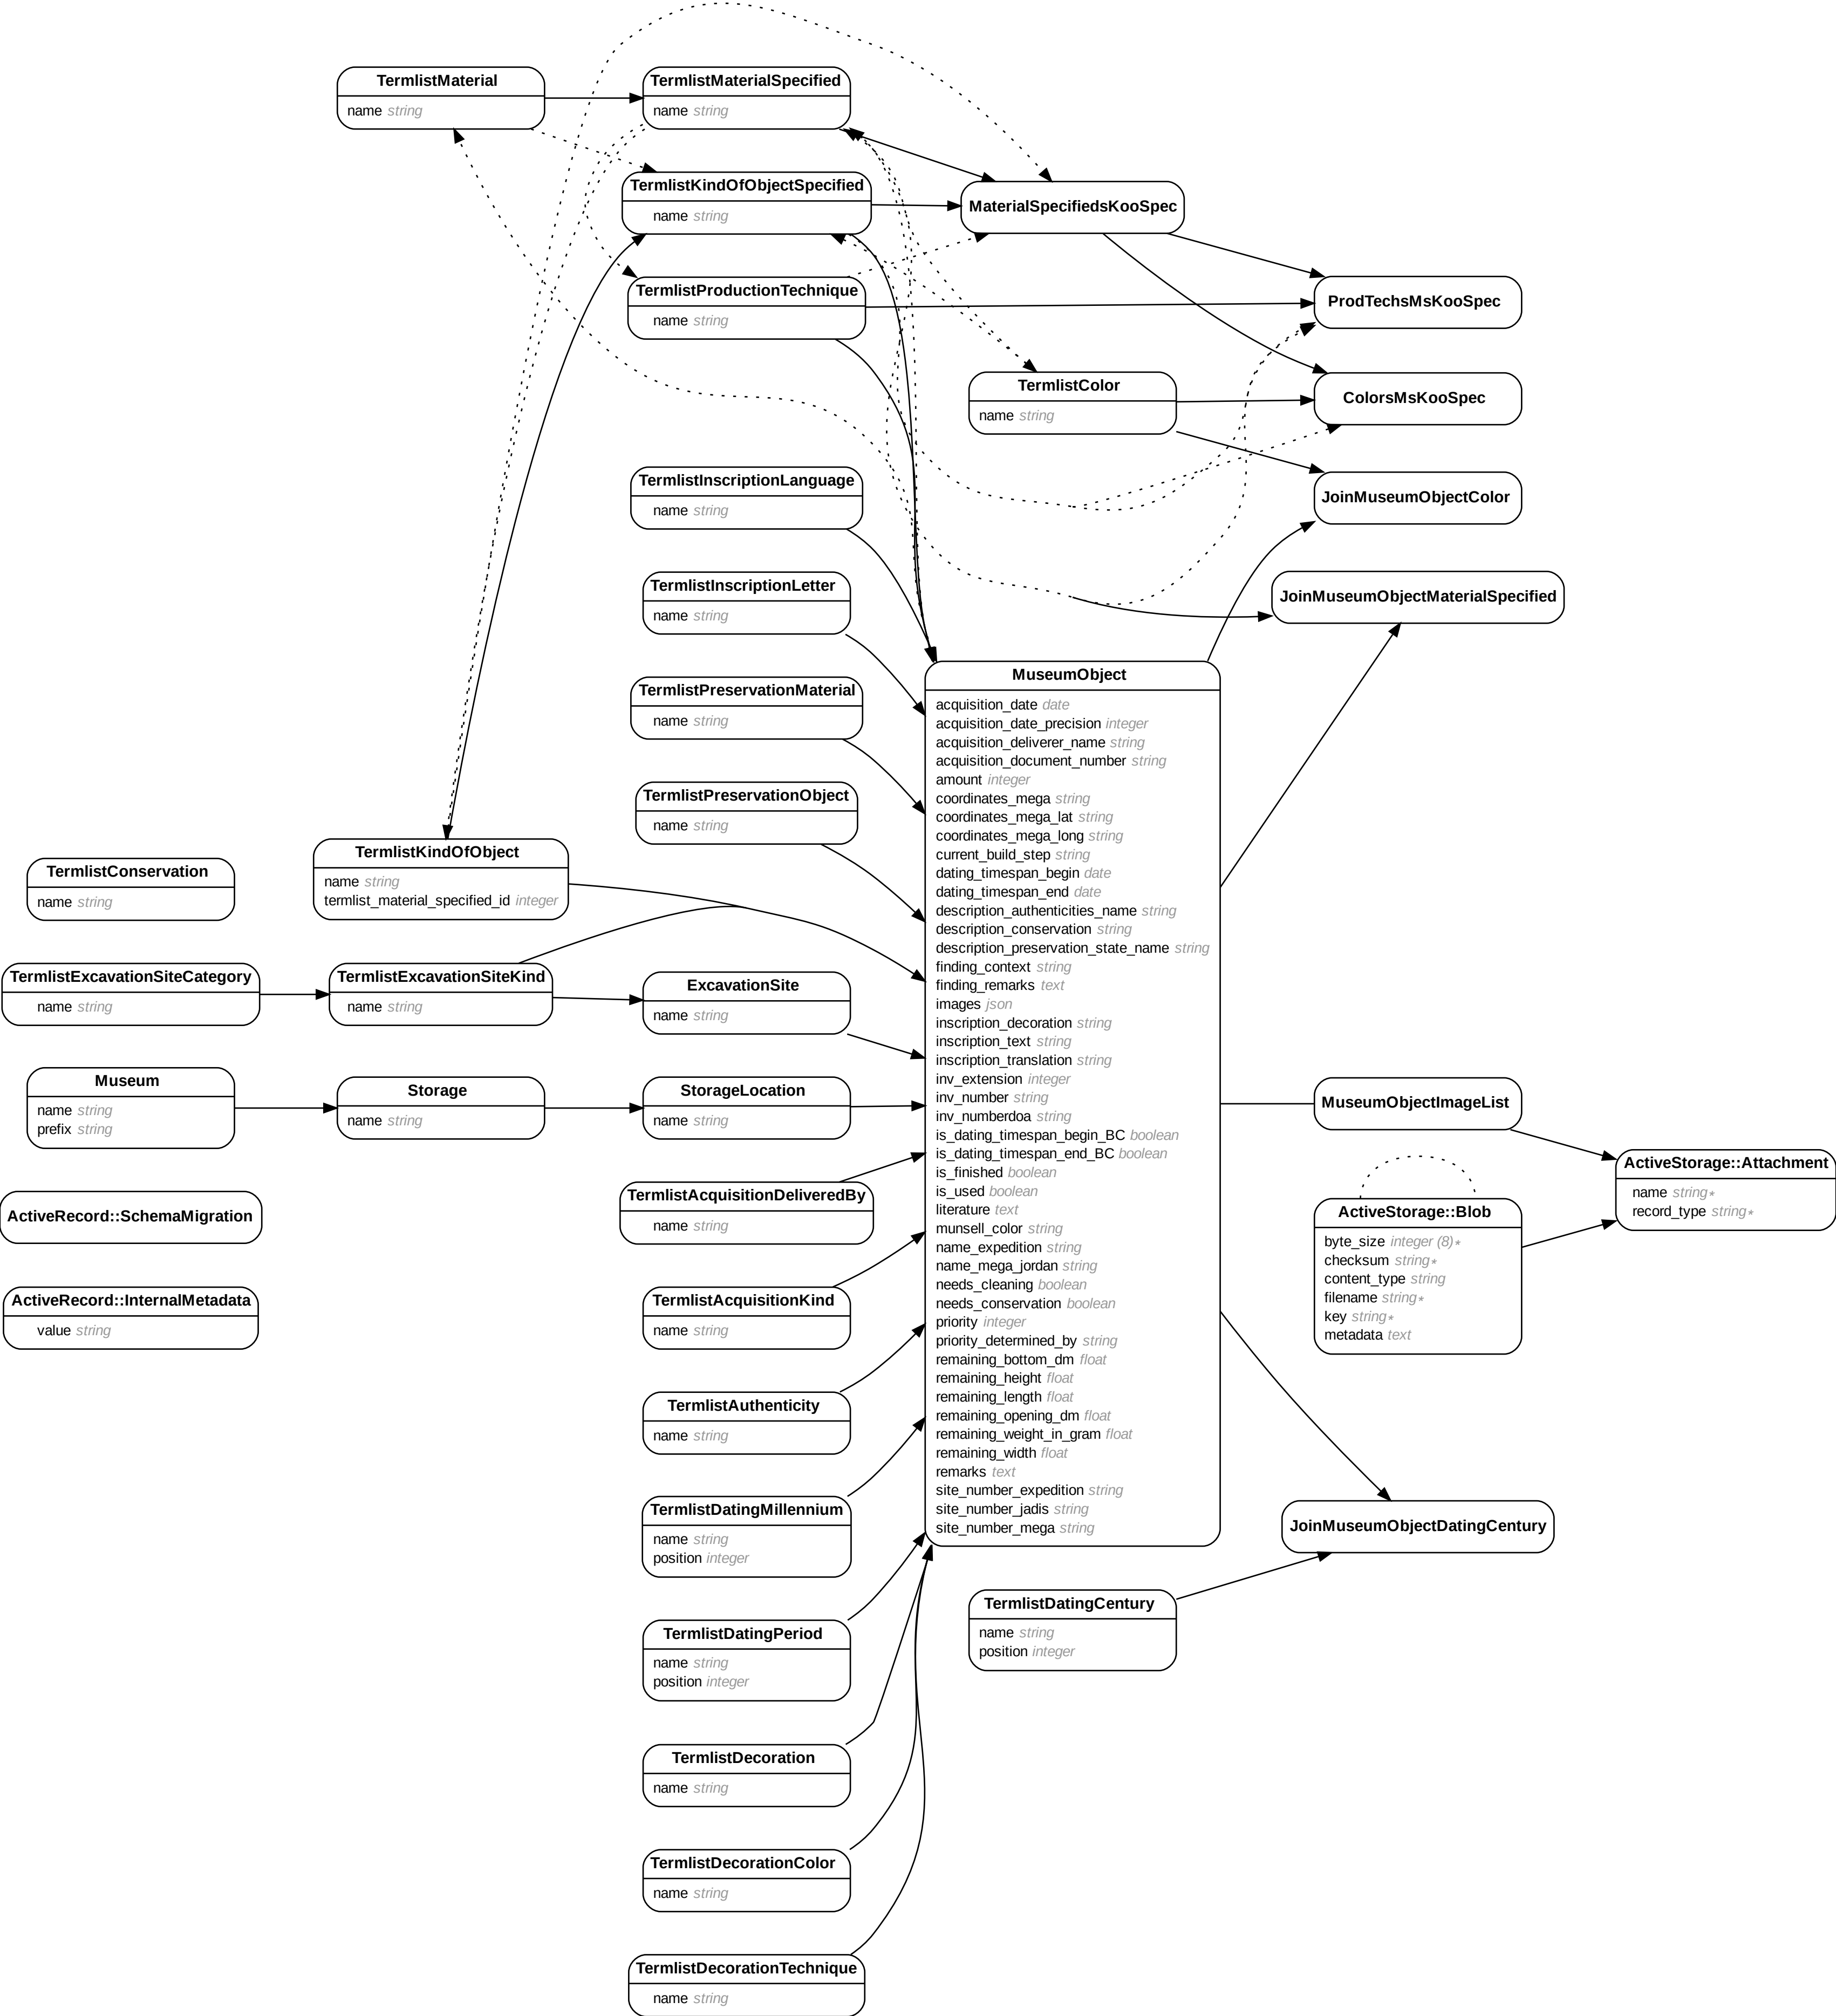 TermlistMaterial
name string
TermlistMaterialSpecified
name string
TermlistKindOfObjectSpecified
name string
MaterialSpecifiedsKooSpec
TermlistProductionTechnique
name string
ProdTechsMsKooSpec
TermlistColor
name string
ColorsMsKooSpec
TermlistInscriptionLanguage
name string
JoinMuseumObjectColor
TermlistInscriptionLetter
name string
JoinMuseumObjectMaterialSpecified
TermlistPreservationMaterial
name string
TermlistPreservationObject
name string
MuseumObject
acquisition_date date
acquisition_date_precision integer
acquisition_deliverer_name string
acquisition_document_number string
amount integer
coordinates_mega string
coordinates_mega_lat string
coordinates_mega_long string
current_build_step string
dating_timespan_begin date
dating_timespan_end date
description_authenticities_name string
description_conservation string
description_preservation_state_name string
finding_context string
finding_remarks text
images json
inscription_decoration string
inscription_text string
inscription_translation string
inv_extension integer
inv_number string
inv_numberdoa string
is_dating_timespan_begin_BC boolean
is_dating_timespan_end_BC boolean
is_finished boolean
is_used boolean
literature text
munsell_color string
name_expedition string
name_mega_jordan string
needs_cleaning boolean
needs_conservation boolean
priority integer
priority_determined_by string
remaining_bottom_dm float
remaining_height float
remaining_length float
remaining_opening_dm float
remaining_weight_in_gram float
remaining_width float
remarks text
site_number_expedition string
site_number_jadis string
site_number_mega string
TermlistConservation
name string
TermlistKindOfObject
name string
termlist_material_specified_id integer
TermlistExcavationSiteCategory
name string
TermlistExcavationSiteKind
name string
ExcavationSite
name string
Museum
name string
prefix string
Storage
name string
StorageLocation
name string
MuseumObjectImageList
ActiveStorage::Attachment
name string*
record_type string*
ActiveStorage::Blob
byte_size integer (8)*
checksum string*
content_type string
filename string*
key string*
metadata text
ActiveRecord::SchemaMigration
TermlistAcquisitionDeliveredBy
name string
ActiveRecord::InternalMetadata
value string
TermlistAcquisitionKind
name string
TermlistAuthenticity
name string
TermlistDatingMillennium
name string
position integer
JoinMuseumObjectDatingCentury
TermlistDatingCentury
name string
position integer
TermlistDatingPeriod
name string
position integer
TermlistDecoration
name string
TermlistDecorationColor
name string
TermlistDecorationTechnique
name string